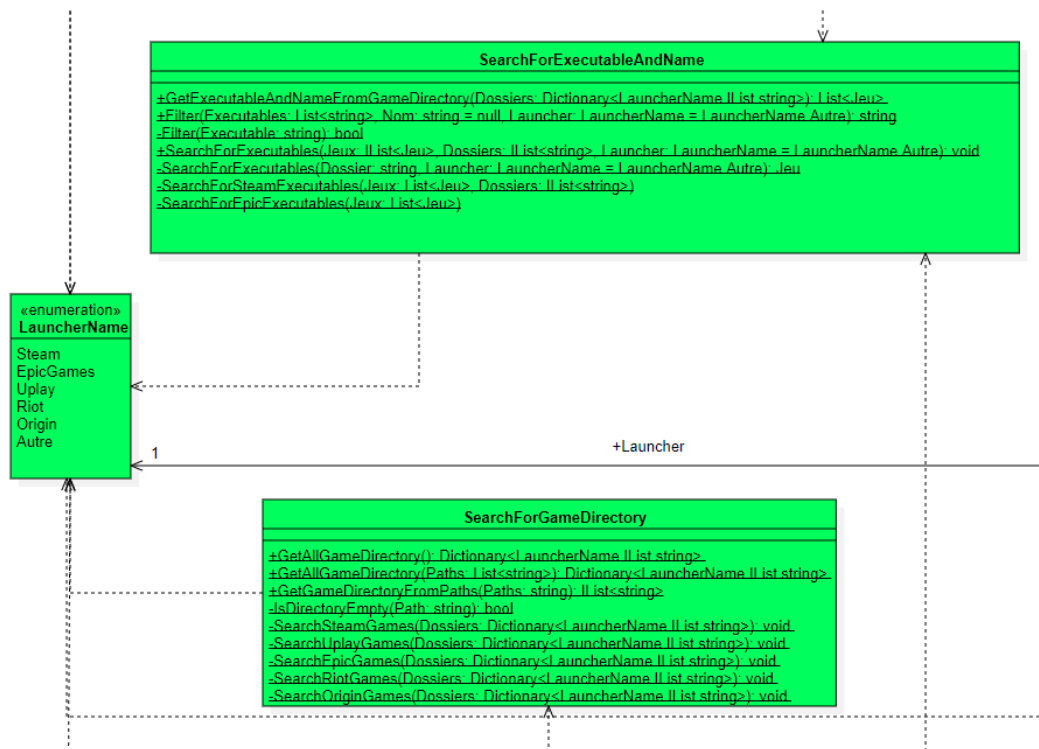 SearchForExecutableAndName
+GetExecutableAndNameFromGameDirectory(Dossiers: Dictionary<LauncherName,IList string>): List<Jeu>
+Filter(Executables: List<string>, Nom: string = null, Launcher: LauncherName = LauncherName.Autre): string
-Filter(Executable: string): bool
+SearchForExecutables(Jeux: IList<Jeu>, Dossiers: IList<string>, Launcher: LauncherName = LauncherName.Autre): void
-SearchForExecutables(Dossier: string, Launcher: LauncherName = LauncherName.Autre): Jeu
-SearchForSteamExecutables(Jeux: List<Jeu>, Dossiers: IList<string>)
-SearchForEpicExecutables(Jeux: List<Jeu>)
«enumeration»
LauncherName
Steam
EpicGames
Uplay
Riot
Origin
Autre
1
+Launcher
SearchForGameDirectory
+GetAllGameDirectory(): Dictionary<LauncherName,IList string>
+GetAllGameDirectory(Paths: List<string>): Dictionary<LauncherName,IList string>
+GetGameDirectoryFromPaths(Paths: string): IList<string>
-IsDirectoryEmpty(Path: string): bool
-SearchSteamGames(Dossiers: Dictionary<LauncherName,IList string>): void
-SearchUplayGames(Dossiers: Dictionary<LauncherName,IList string>): void
-SearchEpicGames(Dossiers: Dictionary<LauncherName,IList string>): void
-SearchRiotGames(Dossiers: Dictionary<LauncherName,IList string>): void
-SearchOriginGames(Dossiers: Dictionary<LauncherName,IList string>): void